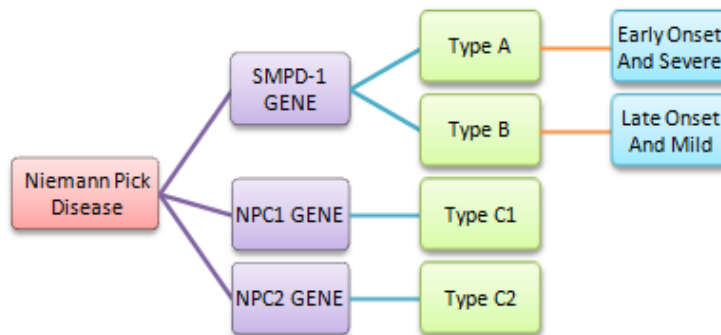 Niemann Pick
Disease
SMPD-1
GENE
NPC1 GENE
NPC2 GENE
Type A
Type B
Type C1
Type C2
Early Onset
And Severe
Late Onset
And Mild